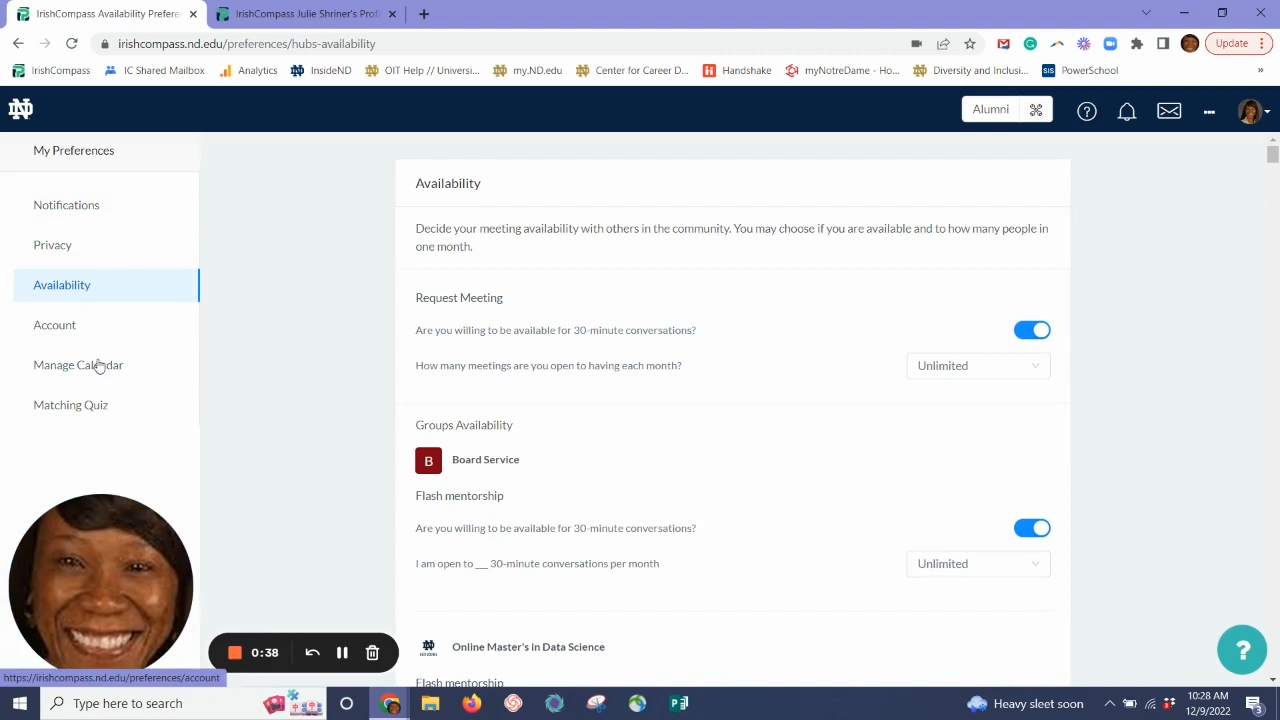 IrishCompass Availability Prefere
IrishCompass Julie Shriner's Prof
irishcompass.nd.edu/preferences/hubs-availability
Update
IrishCompass
IC Shared Mailbox
Analytics
InsideND
OIT Help // Universi...
my.ND.edu
Center for Career D...
Handshake
myNotreDame - Ho...
Diversity and Inclusi...
SIS
PowerSchool
»
ND
Alumni
My Preferences
Notifications
Privacy
Availability
Account
Manage Calendar
Matching Quiz
Availability
Decide your meeting availability with others in the community. You may choose if you are available and to how many people in
one month.
Request Meeting
Are you willing to be available for 30-minute conversations?
How many meetings are you open to having each month?
Unlimited
Groups Availability
B
Board Service
Flash mentorship
Are you willing to be available for 30-minute conversations?
I am open to ___ 30-minute conversations per month
Unlimited
Online Master's in Data Science
Flash mentorship
0:38
?
https://irishcompass.nd.edu/preferences/account
Type here to search
Heavy sleet soon
10:28 AM
12/9/2022
3